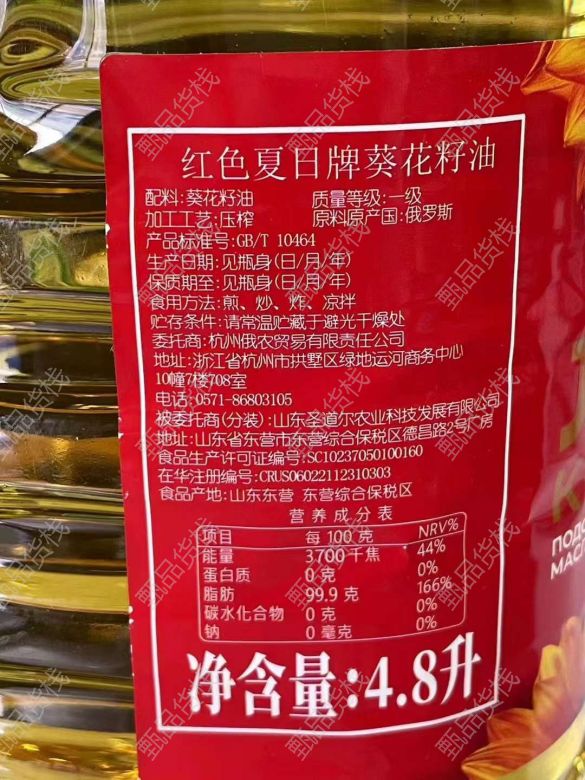 红色夏日牌葵花籽油
配料:葵花籽油 质量等级:一级
加工工艺:压榨 原料原产国:俄罗斯
产品标准号:GB/T 10464
生产日期:见瓶身(日/月/年)
保质期至:见瓶身(日/月/年)
食用方法:煎、炒、炸、凉拌
贮存条件:请常温贮藏于避光干燥处
委托商:杭州俄农贸易有限责任公司
地址:浙江省杭州市拱墅区绿地运河商务中心
10幢7楼708室
电话:0571-86803105
被委托商(分装):山东圣道尔农业科技发展有限公司
地址:山东省东营市东营综合保税区德昌路2号厂房
食品生产许可证编号:SC10237050100160
在华注册编号:CRUS06022112310303
食品产地:山东东营 东营综合保税区
营养成分表
项目 每100克 NRV%
能量 3700千焦 44%
蛋白质 0克 0%
脂肪 99.9克 166%
碳水化合物 0克 0%
钠 0毫克 0%
净含量:4.8升
甄品货栈